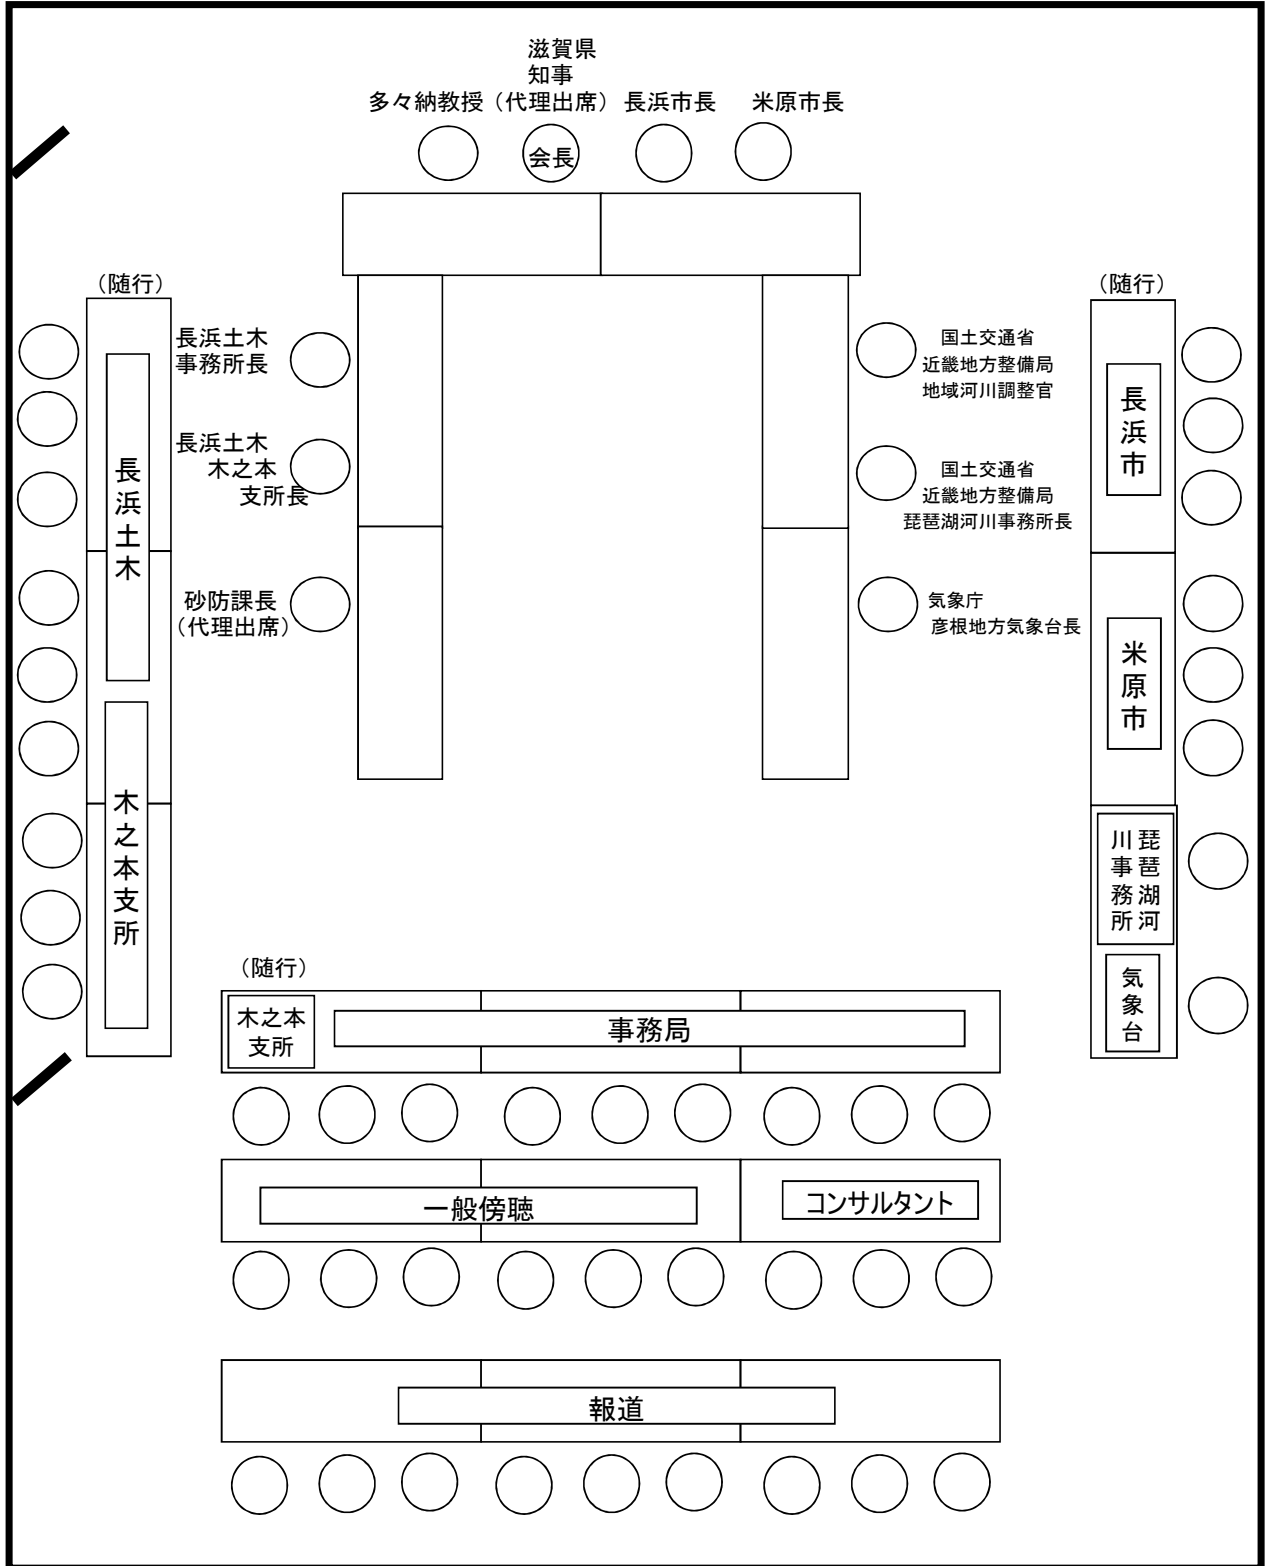 滋賀県
知事
多々納教授（代理出席）長浜市長 米原市長
会長
（随行）
長浜土木
木之本支所
長浜土木
事務所長
長浜土木
木之本
支所長
砂防課長
（代理出席）
国土交通省
近畿地方整備局
地域河川調整官
国土交通省
近畿地方整備局
琵琶湖河川事務所長
気象庁
彦根地方気象台長
（随行）
長浜市
米原市
琵琶湖河
川事務所
気象台
（随行）
木之本
支所
事務局
一般傍聴
コンサルタント
報道